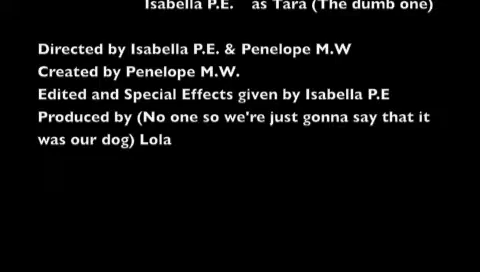 Isabella P.E. as Tara (The dumb one)
Directed by Isabella P.E. & Penelope M.W
Created by Penelope M.W.
Edited and Special Effects given by Isabella P.E
Produced by (No one so we're just gonna say that it
was our dog) Lola